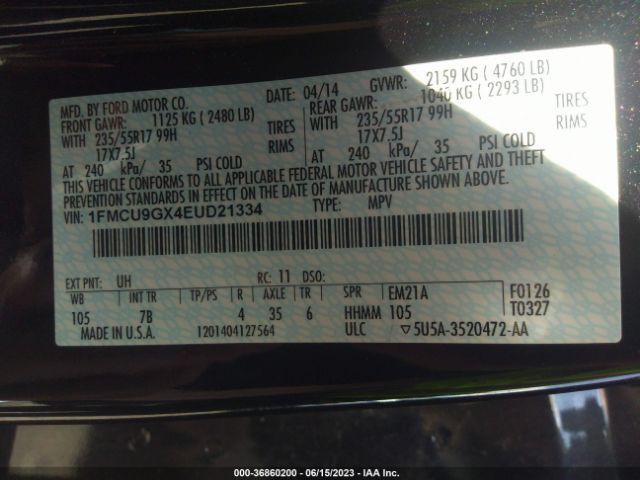 MFD. BY FORD MOTOR CO. DATE: 04/14 GVWR: 2159 KG ( 4760 LB)
FRONT GAWR: 1125 KG ( 2480 LB) REAR GAWR: 1040 KG ( 2293 LB)
WITH 235/55R17 99H TIRES WITH 235/55R17 99H TIRES
17X7.5J RIMS 17X7.5J RIMS
AT 240 kPa/ 35 PSI COLD AT 240 kPa/ 35 PSI COLD
THIS VEHICLE CONFORMS TO ALL APPLICABLE FEDERAL MOTOR VEHICLE SAFETY AND THEFT
PREVENTION STANDARDS IN EFFECT ON THE DATE OF MANUFACTURE SHOWN ABOVE.
VIN: 1FMCU9GX4EUD21334 TYPE: MPV
EXT PNT: UH RC: 11 DSO:
WB INT TR TP/PS R AXLE TR SPR EM21A F0126
105 7B 4 35 6 HHMM 105 T0327
MADE IN U.S.A. 1201404127564 ULC ▽5U5A-3520472-AA
000-36860200 - 06/15/2023 - IAA Inc.